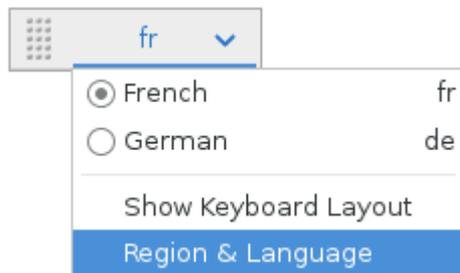 fr
French fr
German de
Show Keyboard Layout
Region & Language